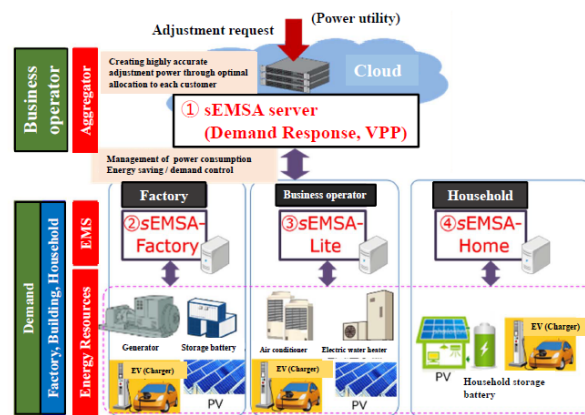 (Power utility)
Adjustment request
Creating highly accurate
adjustment power through optimal
allocation to each customer
Cloud
① sEMSA server
(Demand Response, VPP)
Business
operator
Aggregator
Management of power consumption
Energy saving / demand control
Factory
Business operator
Household
②sEMSA-
Factory
③sEMSA-
Lite
④sEMSA-
Home
Demand
Factory, Building, Household
EMS
Energy Resources
Generator
Storage battery
EV (Charger)
PV
Air conditioner
Electric water heater
EV (Charger)
PV
PV
EV (Charger)
Household storage
battery